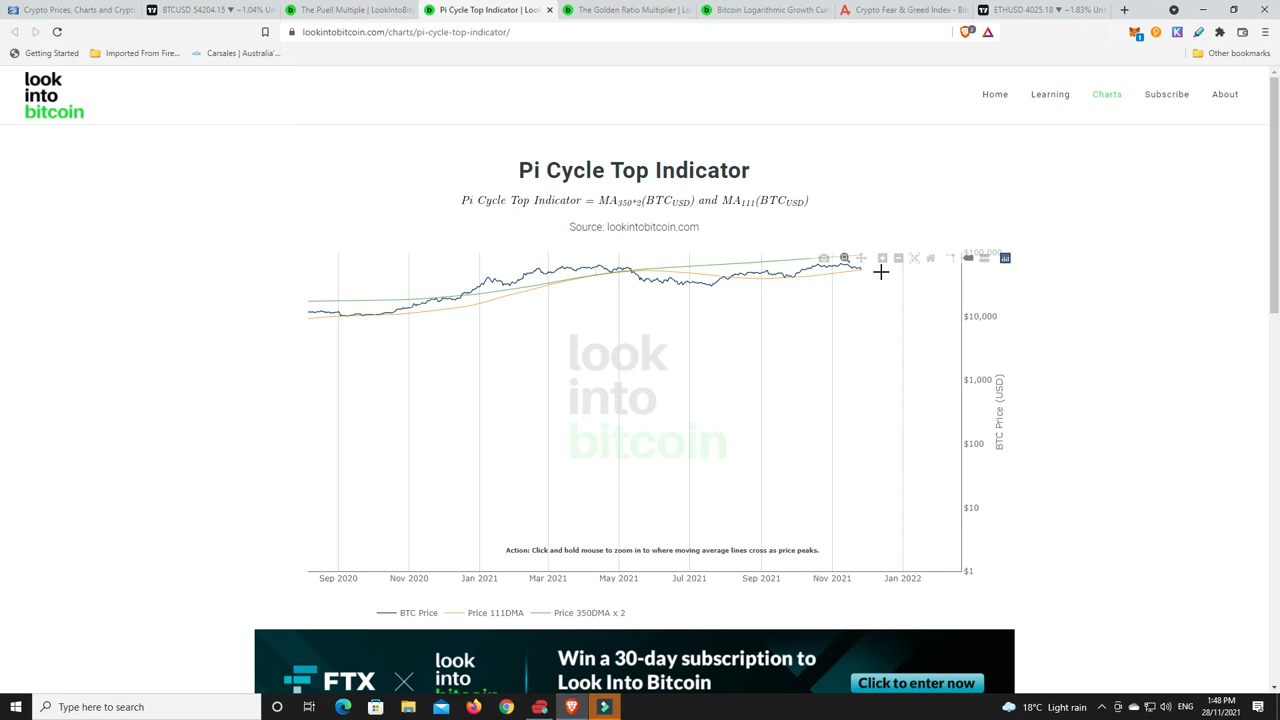 Crypto Prices, Charts and Crypto
BTCUSD 54204.15 ▼ −1.04% Un
The Puell Multiple | LookIntoBitc
Pi Cycle Top Indicator | LookInt
The Golden Ratio Multiplier | Lo
Bitcoin Logarithmic Growth Cur
Crypto Fear & Greed Index - Bi
ETHUSD 4025.18 ▼ −1.83% Un
lookintobitcoin.com/charts/pi-cycle-top-indicator/
Getting Started
Imported From Fire...
Carsales | Australia'...
Other bookmarks
look
into
bitcoin
Home
Learning
Charts
Subscribe
About
Pi Cycle Top Indicator
Pi Cycle Top Indicator = MA350*2(BTCUSD) and MA111(BTCUSD)
Source: lookintobitcoin.com
$100,000
$10,000
$1,000
$100
$10
$1
BTC Price (USD)
look
into
bitcoin
Action: Click and hold mouse to zoom in to where moving average lines cross as price peaks.
Sep 2020
Nov 2020
Jan 2021
Mar 2021
May 2021
Jul 2021
Sep 2021
Nov 2021
Jan 2022
BTC Price
Price 111DMA
Price 350DMA x 2
FTX
look
into
bitcoin
Win a 30-day subscription to
Look Into Bitcoin
Click to enter now
Type here to search
18°C Light rain
1:48 PM
28/11/2021